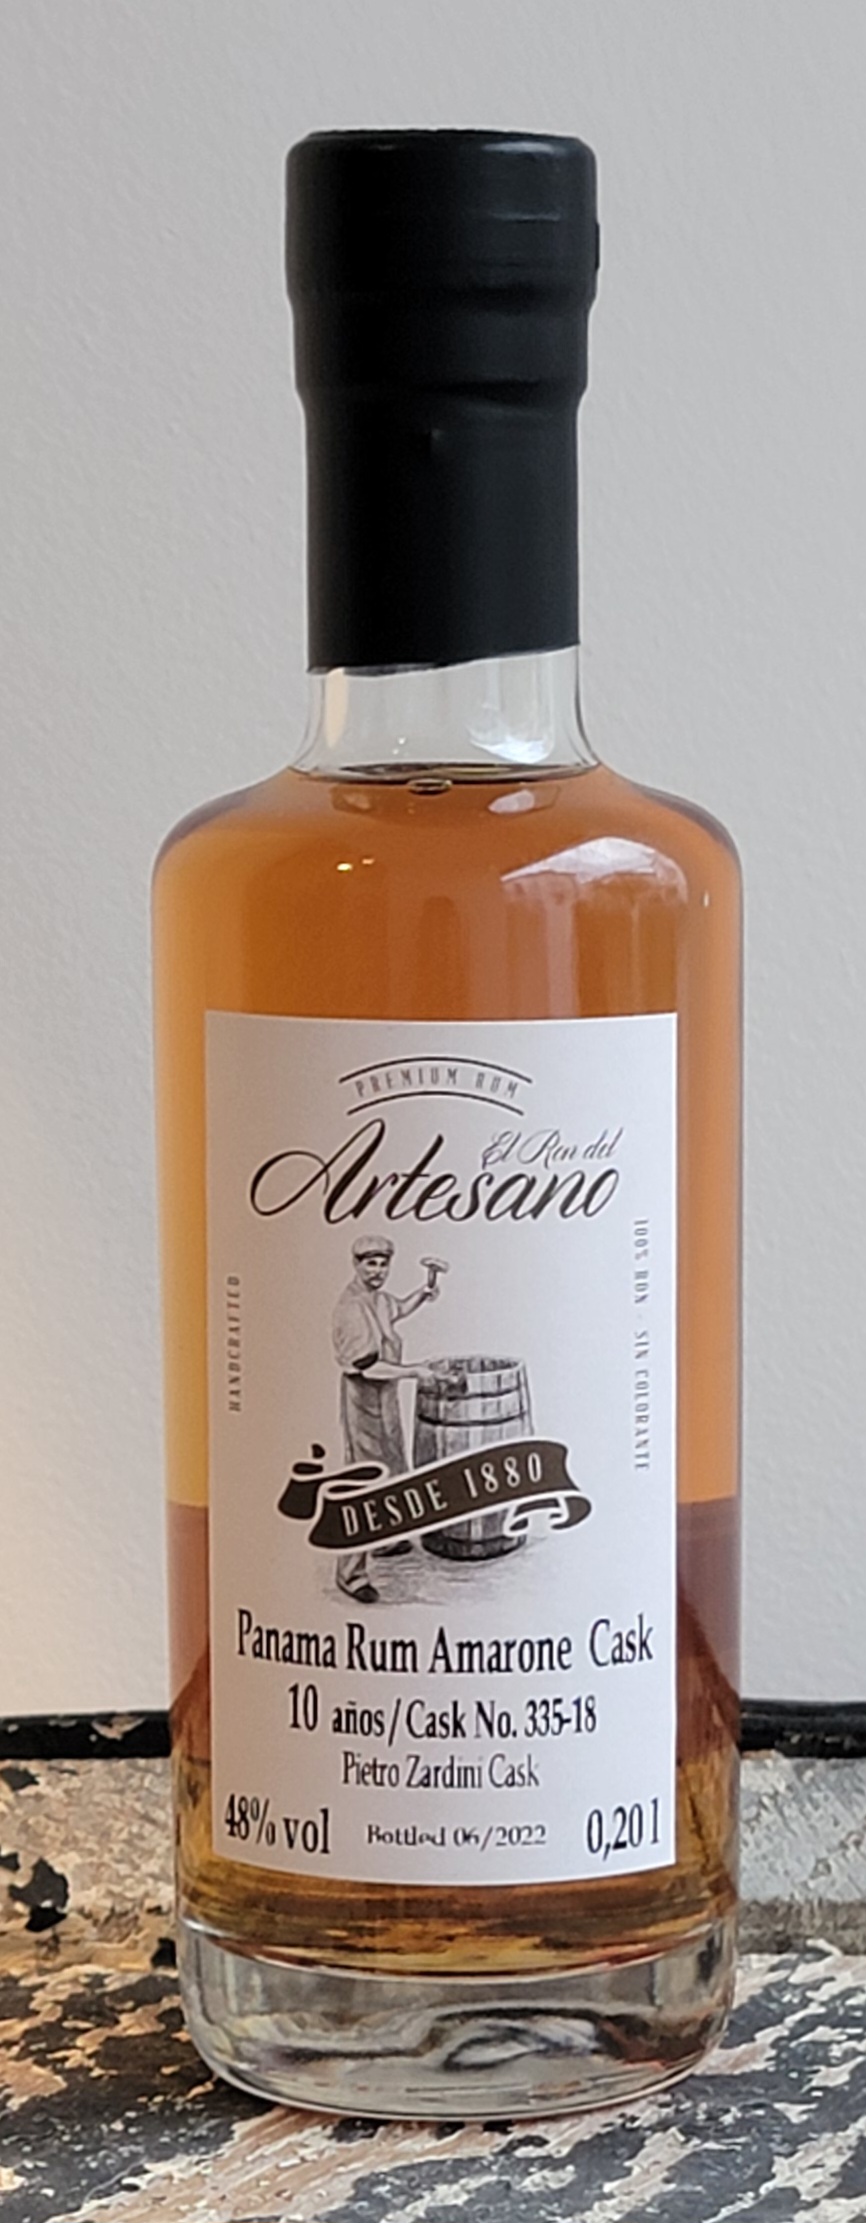 PREMIUM RUM
El Ron del
Artesano
HANDCRAFTED
100% RON · SIN COLORANTE
DESDE 1880
Panama Rum Amarone Cask
10 años / Cask No. 335-18
Pietro Zardini Cask
48% vol Bottled 06/2022 0,20 l